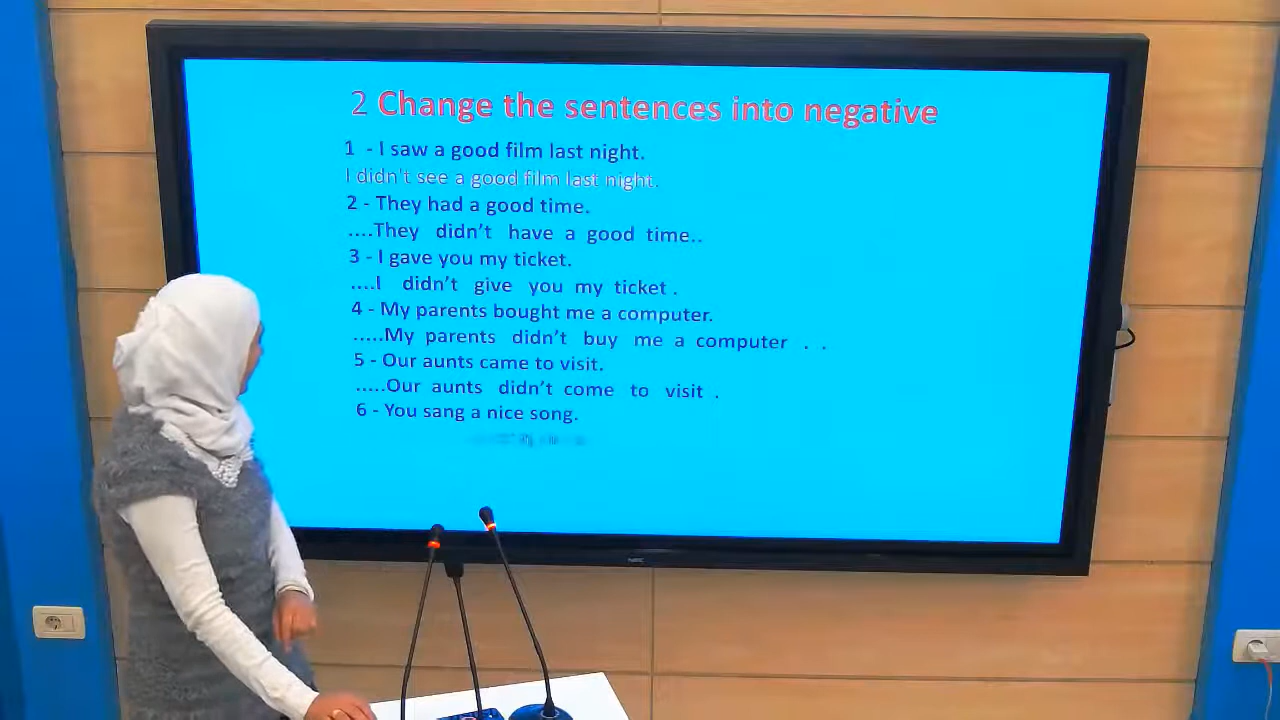 2 Change the sentences into negative
1 - I saw a good film last night.
I didn't see a good film last night.
2 - They had a good time.
....They didn't have a good time..
3 - I gave you my ticket.
....I didn't give you my ticket .
4 - My parents bought me a computer.
.....My parents didn't buy me a computer . .
5 - Our aunts came to visit.
.....Our aunts didn't come to visit .
6 - You sang a nice song.
NEC